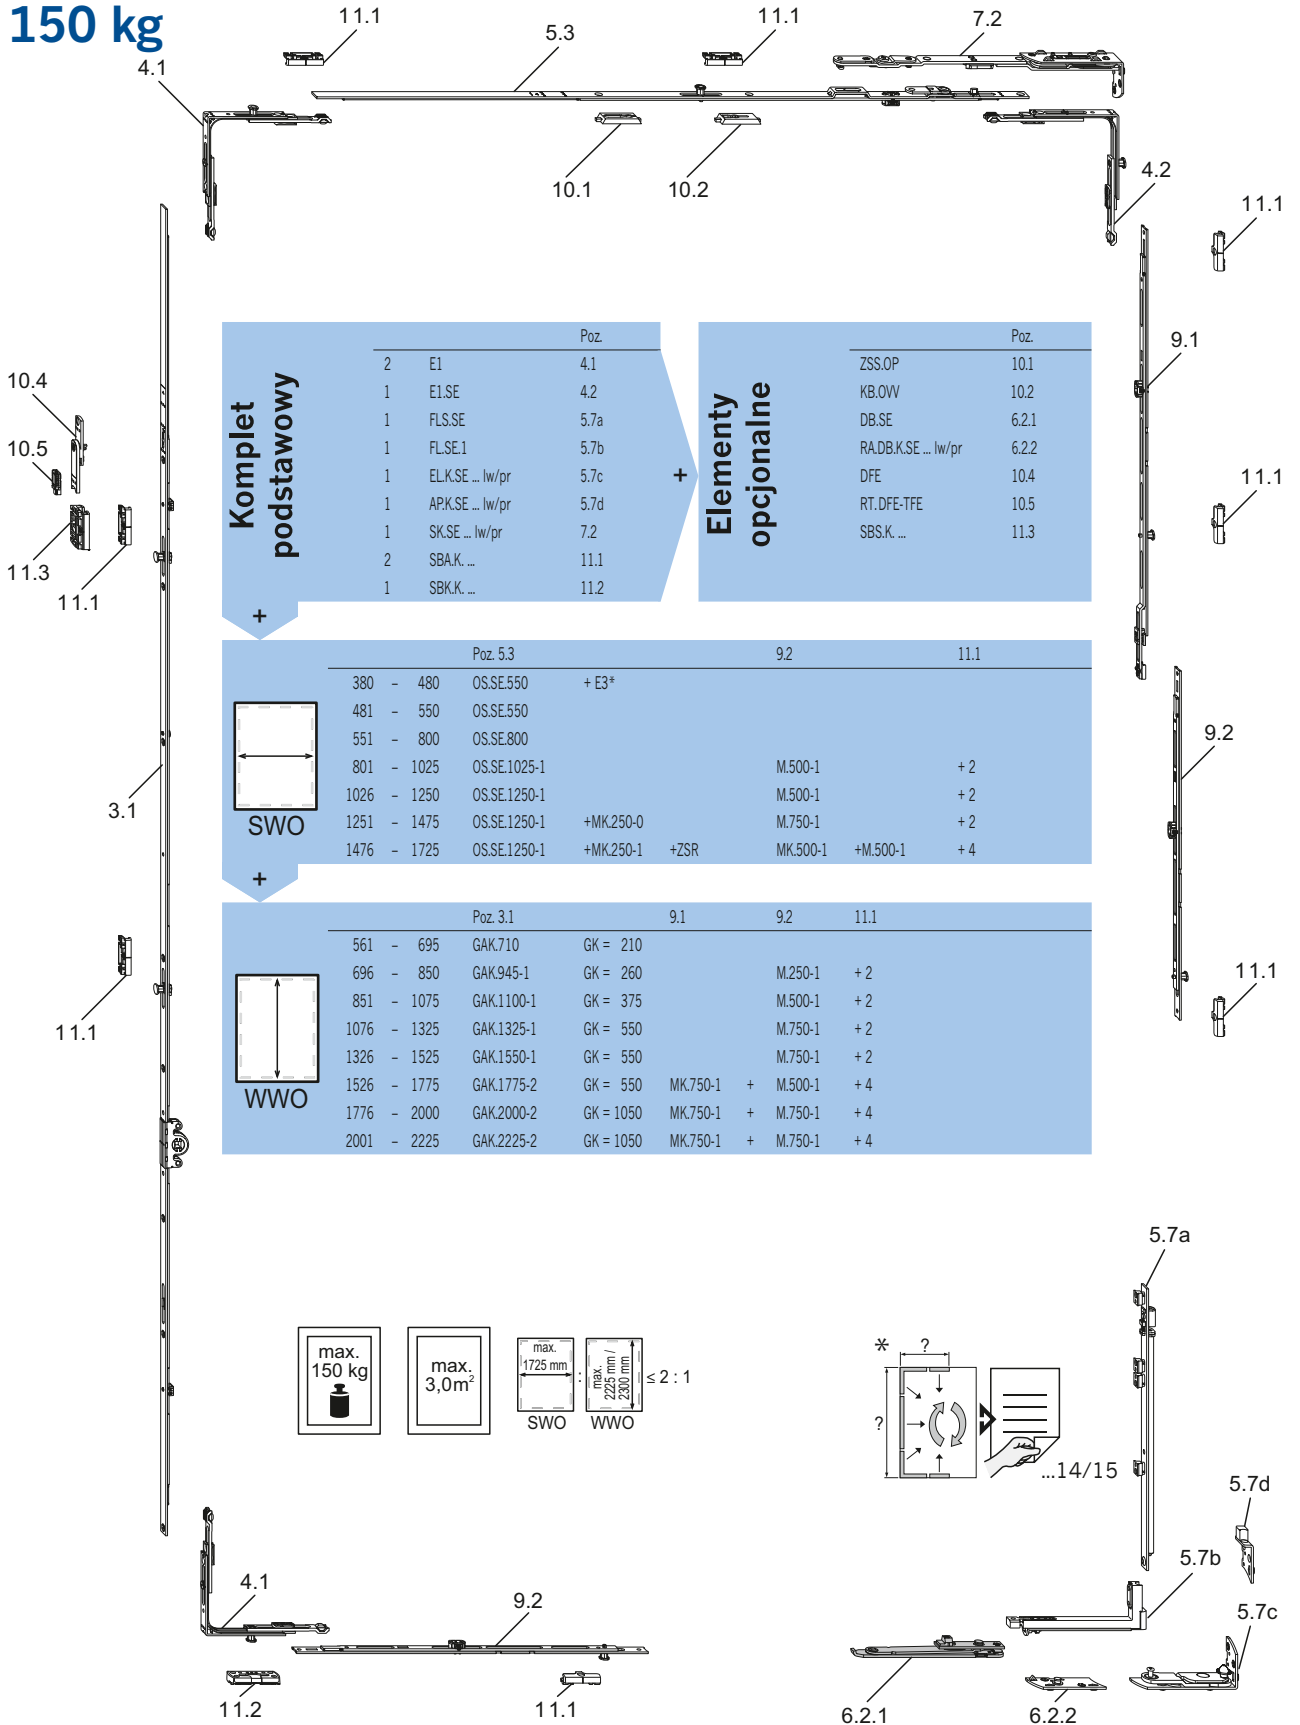 150 kg
11.1
11.1
7.2
5.3
4.1
10.1
10.2
4.2
11.1
9.1
10.4
10.5
11.3
11.1
11.1
Komplet podstawowy
Poz.
2 E1 4.1
1 E1.SE 4.2
1 FLS.SE 5.7a
1 FL.SE.1 5.7b
1 EL.K.SE ... lw/pr 5.7c
1 AP.K.SE ... lw/pr 5.7d
1 SK.SE ... lw/pr 7.2
2 SBA.K. ... 11.1
1 SBK.K. ... 11.2
+
Elementy opcjonalne
Poz.
ZSS.OP 10.1
KB.OVV 10.2
DB.SE 6.2.1
RA.DB.K.SE ... lw/pr 6.2.2
DFE 10.4
RT.DFE-TFE 10.5
SBS.K. ... 11.3
+
Poz. 5.3 9.2 11.1
380 – 480 OS.SE.550 + E3*
481 – 550 OS.SE.550
551 – 800 OS.SE.800
801 – 1025 OS.SE.1025-1 M.500-1 + 2
1026 – 1250 OS.SE.1250-1 M.500-1 + 2
1251 – 1475 OS.SE.1250-1 +MK.250-0 M.750-1 + 2
1476 – 1725 OS.SE.1250-1 +MK.250-1 +ZSR MK.500-1 +M.500-1 + 4
SWO
9.2
3.1
+
Poz. 3.1 9.1 9.2 11.1
561 – 695 GAK.710 GK = 210
696 – 850 GAK.945-1 GK = 260 M.250-1 + 2
851 – 1075 GAK.1100-1 GK = 375 M.500-1 + 2
1076 – 1325 GAK.1325-1 GK = 550 M.750-1 + 2
1326 – 1525 GAK.1550-1 GK = 550 M.750-1 + 2
1526 – 1775 GAK.1775-2 GK = 550 MK.750-1 + M.500-1 + 4
1776 – 2000 GAK.2000-2 GK = 1050 MK.750-1 + M.750-1 + 4
2001 – 2225 GAK.2225-2 GK = 1050 MK.750-1 + M.750-1 + 4
WWO
11.1
11.1
5.7a
max.
150 kg
max.
3,0m²
max.
1725 mm
SWO
:
max.
2225 mm /
2300 mm
WWO
≤ 2 : 1
*
?
?
...14/15
5.7d
5.7b
5.7c
4.1
9.2
11.2
11.1
6.2.1
6.2.2